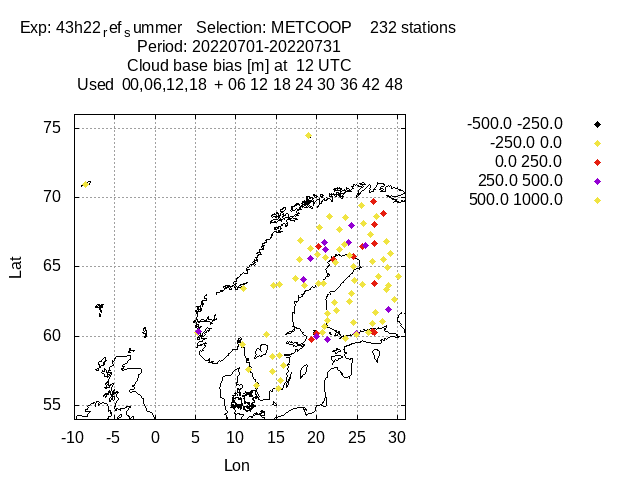 Exp: 43h22ref summer Selection: METCOOP 232 stations
Period: 20220701-20220731
Cloud base bias [m] at 12 UTC
Used 00,06,12,18 + 06 12 18 24 30 36 42 48
-500.0 -250.0
-250.0 0.0
0.0 250.0
250.0 500.0
500.0 1000.0
75
70
65
60
55
Lat
-10 -5 0 5 10 15 20 25 30
Lon